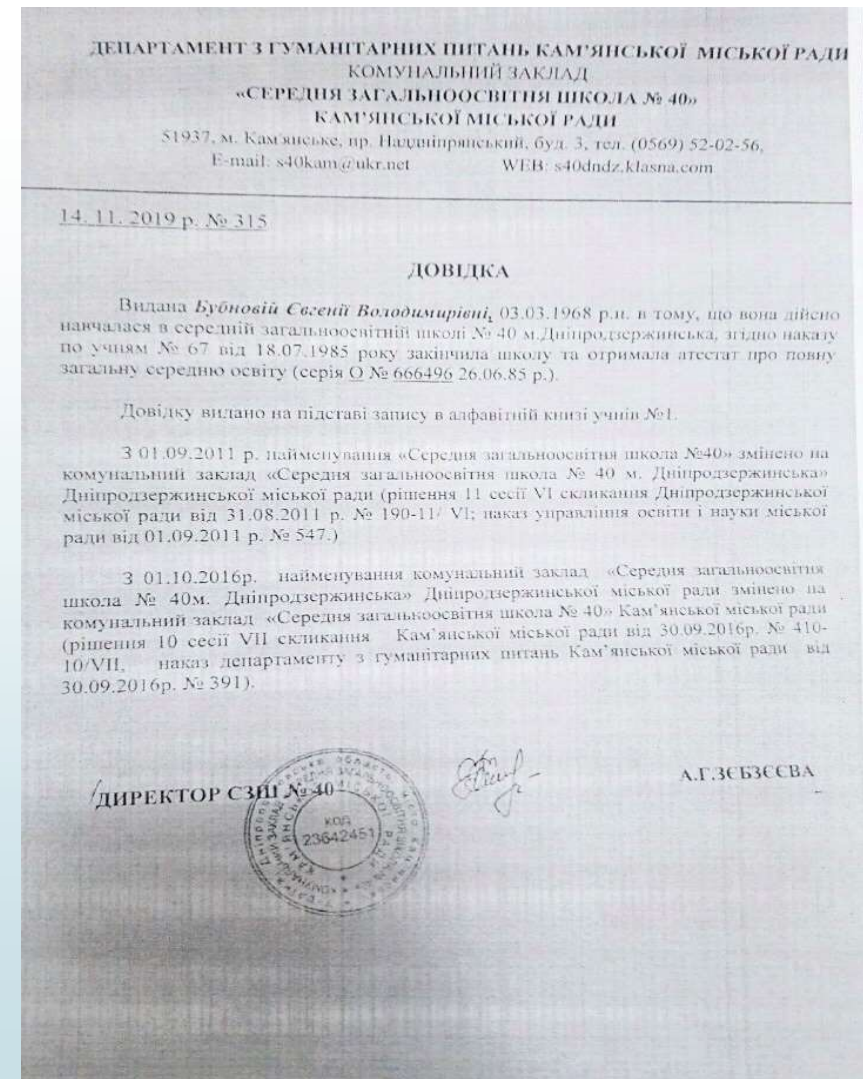 ДЕПАРТАМЕНТ З ГУМАНІТАРНИХ ПИТАНЬ КАМ'ЯНСЬКОЇ МІСЬКОЇ РАДИ
КОМУНАЛЬНИЙ ЗАКЛАД
«СЕРЕДНЯ ЗАГАЛЬНООСВІТНЯ ШКОЛА № 40»
КАМ'ЯНСЬКОЇ МІСЬКОЇ РАДИ
51937, м. Кам'янське, пр. Наддніпрянський, буд. 3, тел. (0569) 52-02-56,
E-mail: s40kam@ukr.net WEB: s40dndz.klasna.com
14. 11. 2019 р. № 315
ДОВІДКА
Видана Бубновій Євгенії Володимирівні, 03.03.1968 р.н. в тому, що вона дійсно
навчалася в середній загальноосвітній школі № 40 м.Дніпродзержинська, згідно наказу
по учням № 67 від 18.07.1985 року закінчила школу та отримала атестат про повну
загальну середню освіту (серія О № 666496 26.06.85 р.).
Довідку видано на підставі запису в алфавітній книзі учнів №1.
З 01.09.2011 р. найменування «Середня загальноосвітня школа №40» змінено на
комунальний заклад «Середня загальноосвітня школа № 40 м. Дніпродзержинська»
Дніпродзержинської міської ради (рішення 11 сесії VI скликання Дніпродзержинської
міської ради від 31.08.2011 р. № 190-11/ VI; наказ управління освіти і науки міської
ради від 01.09.2011 р. № 547.)
З 01.10.2016р. найменування комунальний заклад «Середня загальноосвітня
школа № 40м. Дніпродзержинська» Дніпродзержинської міської ради змінено на
комунальний заклад «Середня загальноосвітня школа № 40» Кам'янської міської ради
(рішення 10 сесії VII скликання Кам'янської міської ради від 30.09.2016р. № 410-
10/VII, наказ департаменту з гуманітарних питань Кам'янської міської ради від
30.09.2016р. № 391).
ДИРЕКТОР СЗШ № 40 А.Г.ЗЄБЗЄЄВА
КОД
23642451